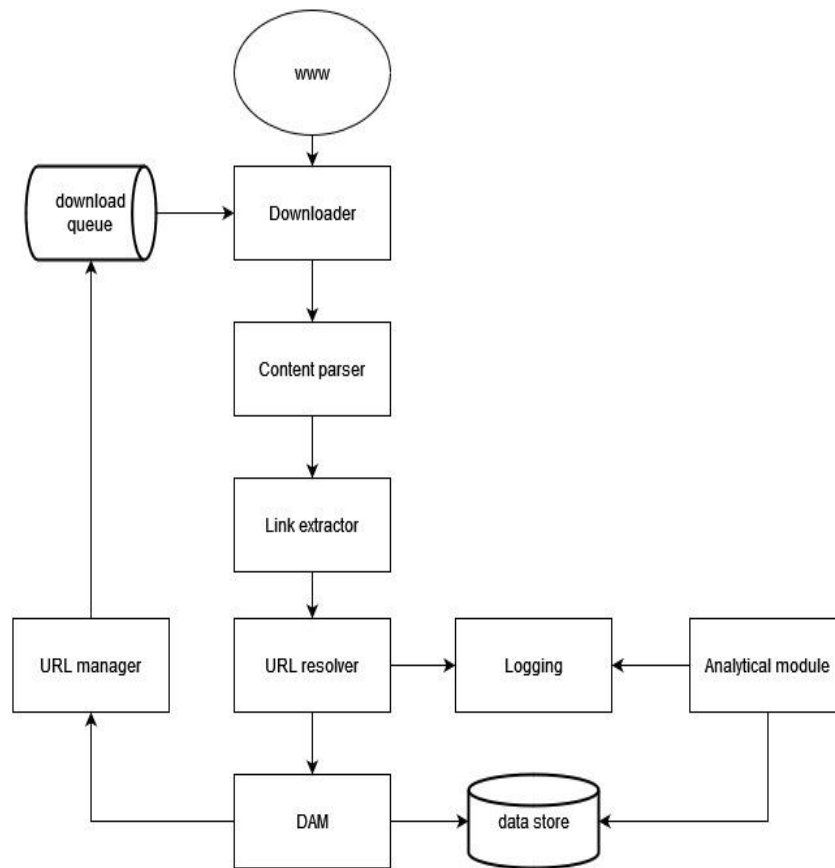 www
download
queue
Downloader
Content parser
Link extractor
URL manager
URL resolver
Logging
Analytical module
DAM
data store